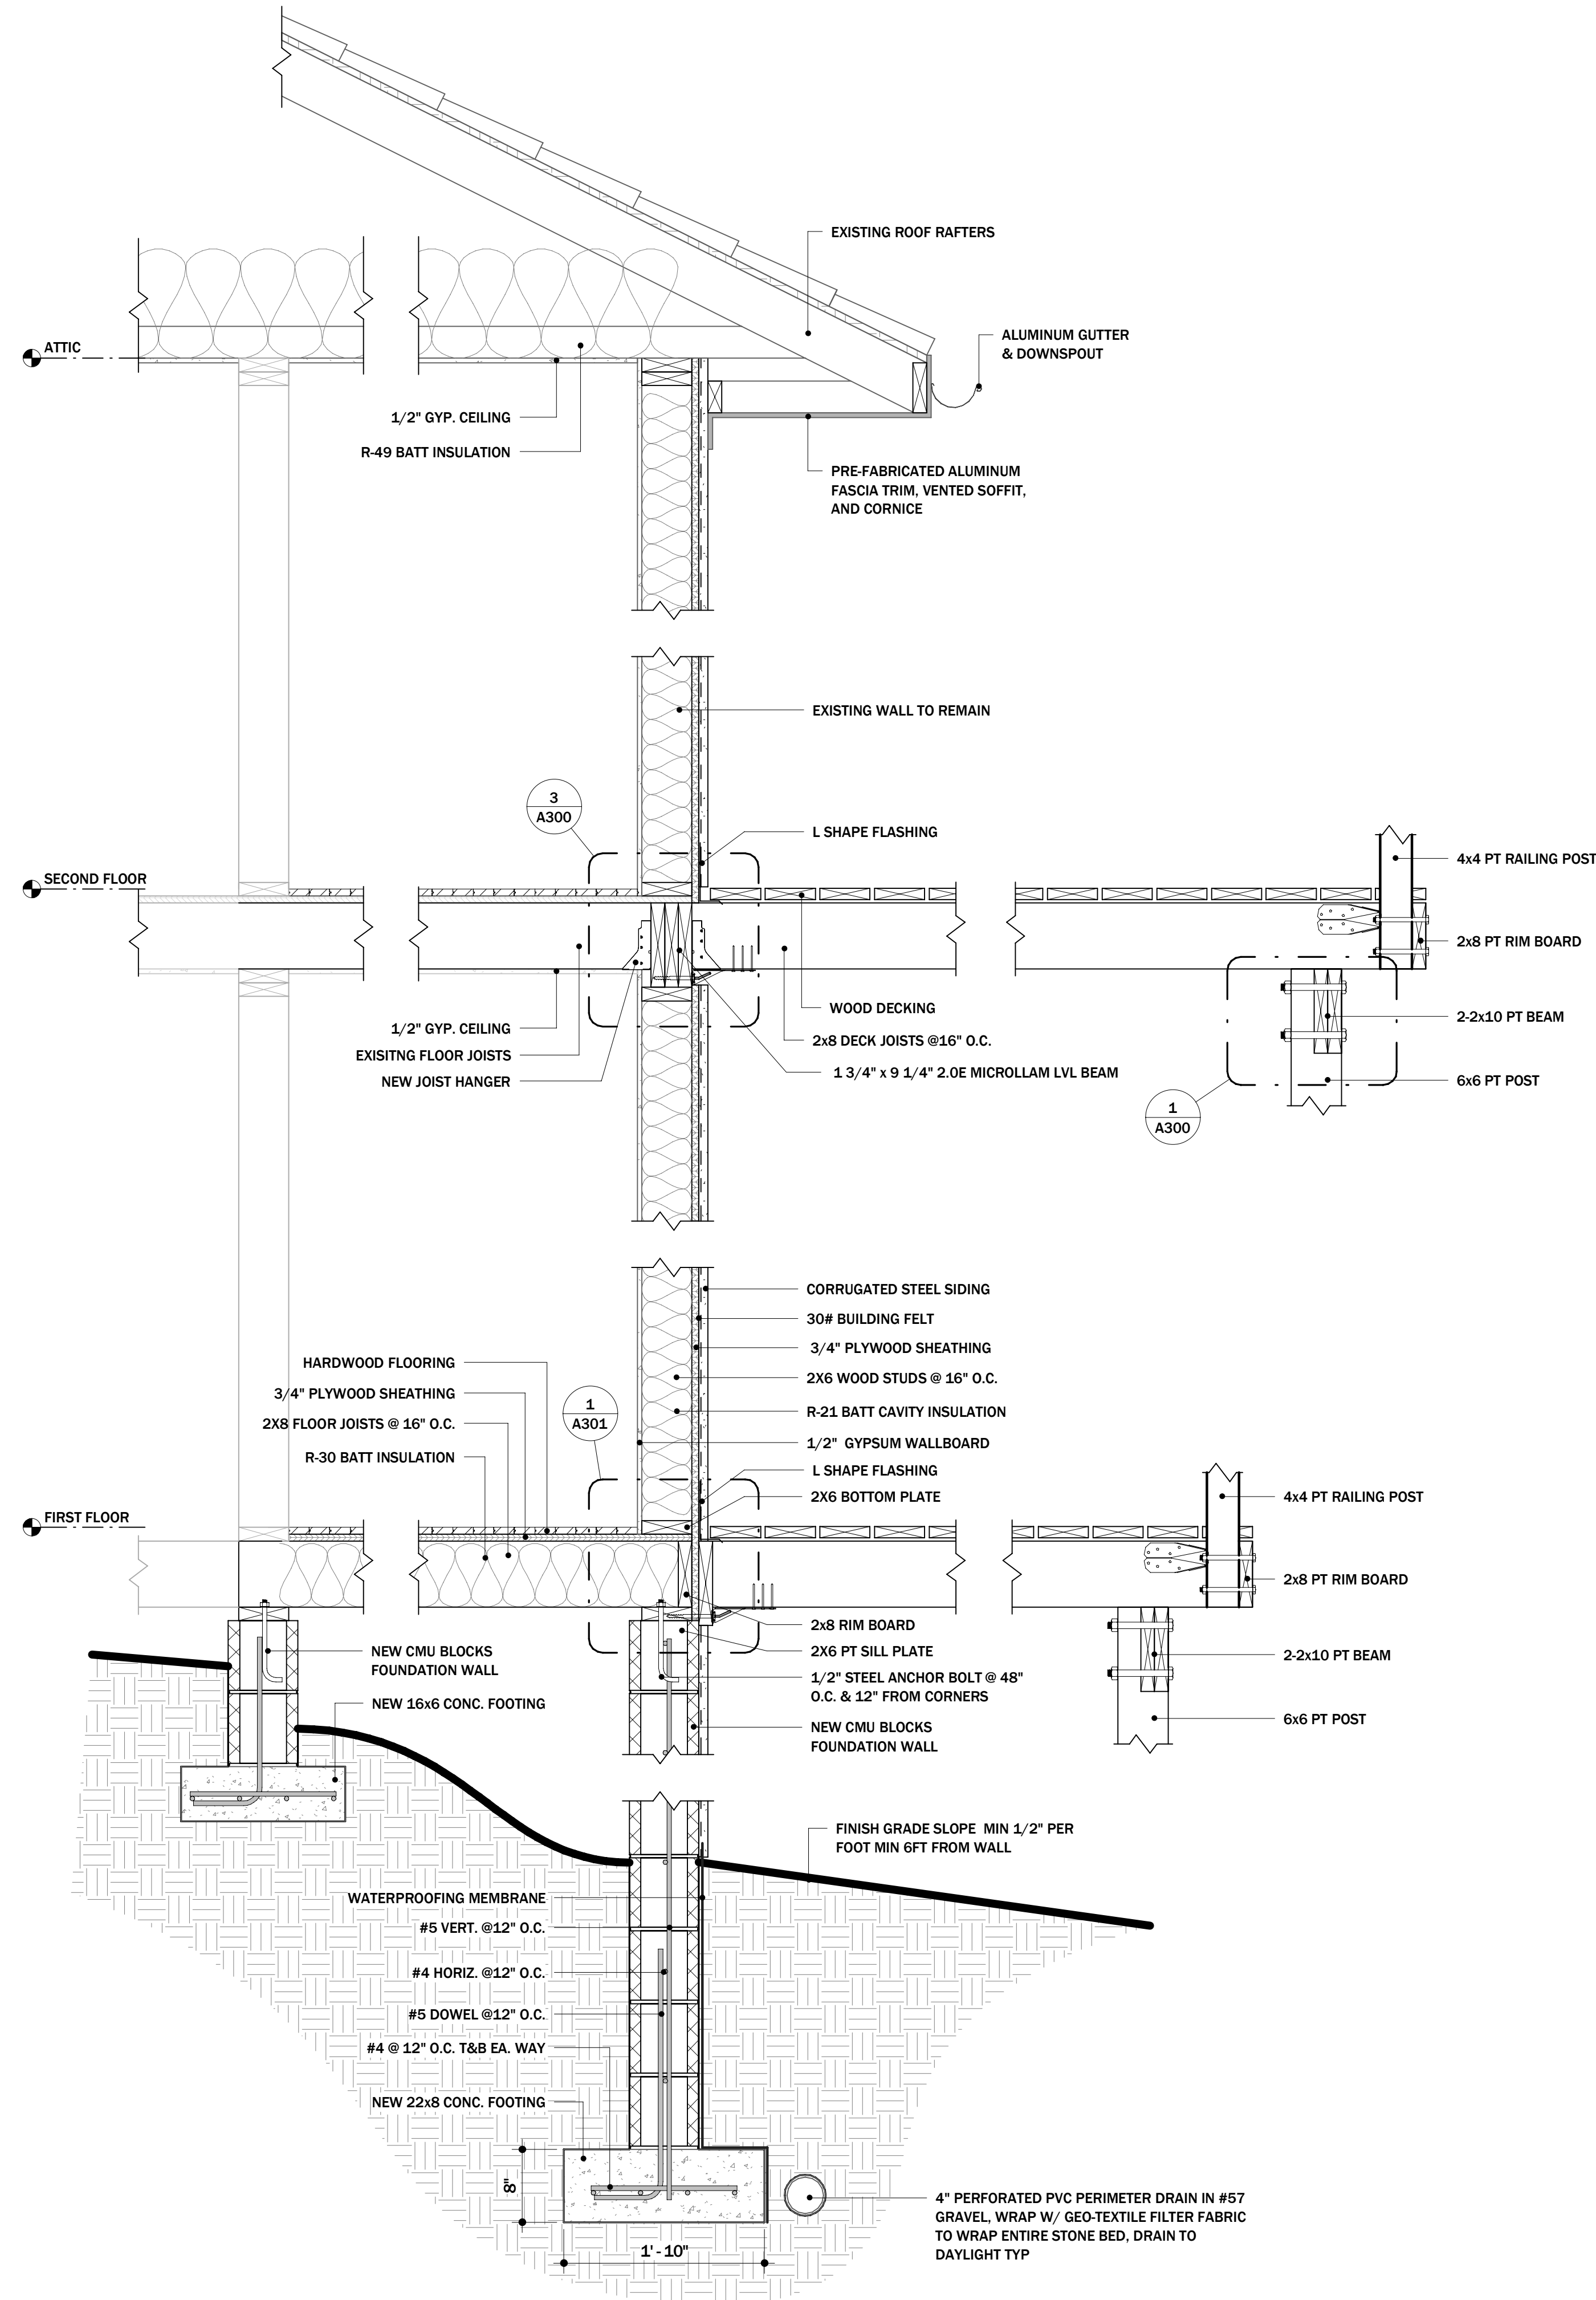 EXISTING ROOF RAFTERS
ALUMINUM GUTTER
& DOWNSPOUT
ATTIC
1/2" GYP. CEILING
R-49 BATT INSULATION
PRE-FABRICATED ALUMINUM
FASCIA TRIM, VENTED SOFFIT,
AND CORNICE
EXISTING WALL TO REMAIN
3
A300
L SHAPE FLASHING
4x4 PT RAILING POST
SECOND FLOOR
2x8 PT RIM BOARD
WOOD DECKING
2-2x10 PT BEAM
1/2" GYP. CEILING
2x8 DECK JOISTS @16" O.C.
EXISITNG FLOOR JOISTS
1 3/4" x 9 1/4" 2.0E MICROLLAM LVL BEAM
NEW JOIST HANGER
6x6 PT POST
1
A300
CORRUGATED STEEL SIDING
30# BUILDING FELT
3/4" PLYWOOD SHEATHING
HARDWOOD FLOORING
2X6 WOOD STUDS @ 16" O.C.
3/4" PLYWOOD SHEATHING
1
A301
R-21 BATT CAVITY INSULATION
2X8 FLOOR JOISTS @ 16" O.C.
1/2" GYPSUM WALLBOARD
R-30 BATT INSULATION
L SHAPE FLASHING
2X6 BOTTOM PLATE
4x4 PT RAILING POST
FIRST FLOOR
2x8 PT RIM BOARD
2x8 RIM BOARD
NEW CMU BLOCKS
FOUNDATION WALL
2X6 PT SILL PLATE
2-2x10 PT BEAM
1/2" STEEL ANCHOR BOLT @ 48"
O.C. & 12" FROM CORNERS
NEW 16x6 CONC. FOOTING
6x6 PT POST
NEW CMU BLOCKS
FOUNDATION WALL
FINISH GRADE SLOPE MIN 1/2" PER
FOOT MIN 6FT FROM WALL
WATERPROOFING MEMBRANE
#5 VERT. @12" O.C.
#4 HORIZ. @12" O.C.
#5 DOWEL @12" O.C.
#4 @ 12" O.C. T&B EA. WAY
NEW 22x8 CONC. FOOTING
8"
1' - 10"
4" PERFORATED PVC PERIMETER DRAIN IN #57
GRAVEL, WRAP W/ GEO-TEXTILE FILTER FABRIC
TO WRAP ENTIRE STONE BED, DRAIN TO
DAYLIGHT TYP